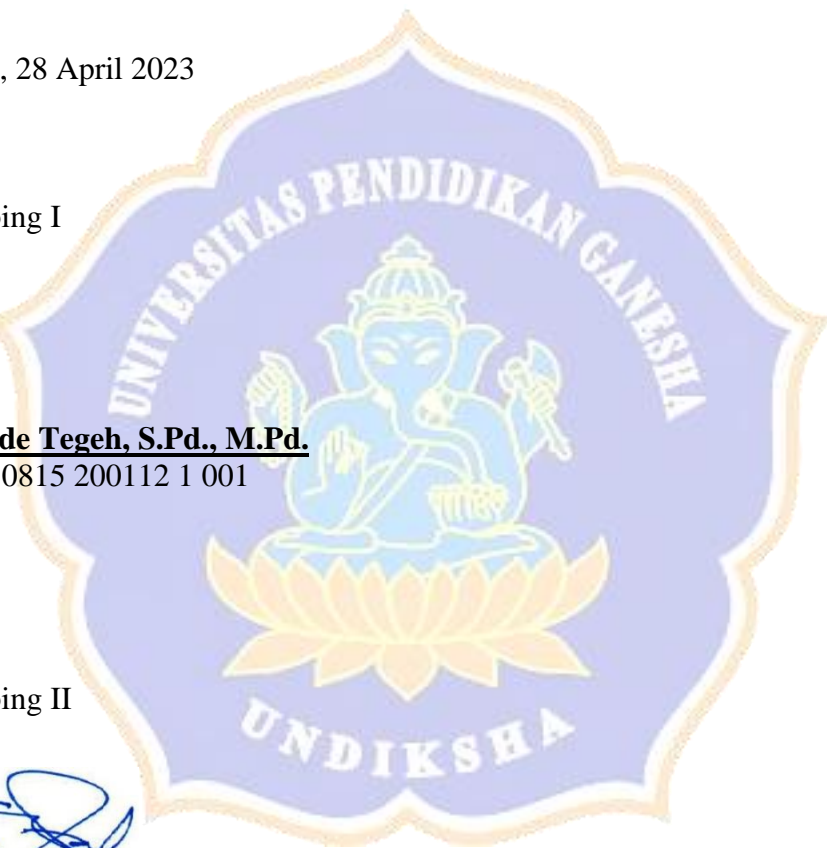 , 28 April 2023
UNIVERSITAS PENDIDIKAN GANESHA
ing I
de Tegeh, S.Pd., M.Pd.
0815 200112 1 001
ing II
UNDIKSHA